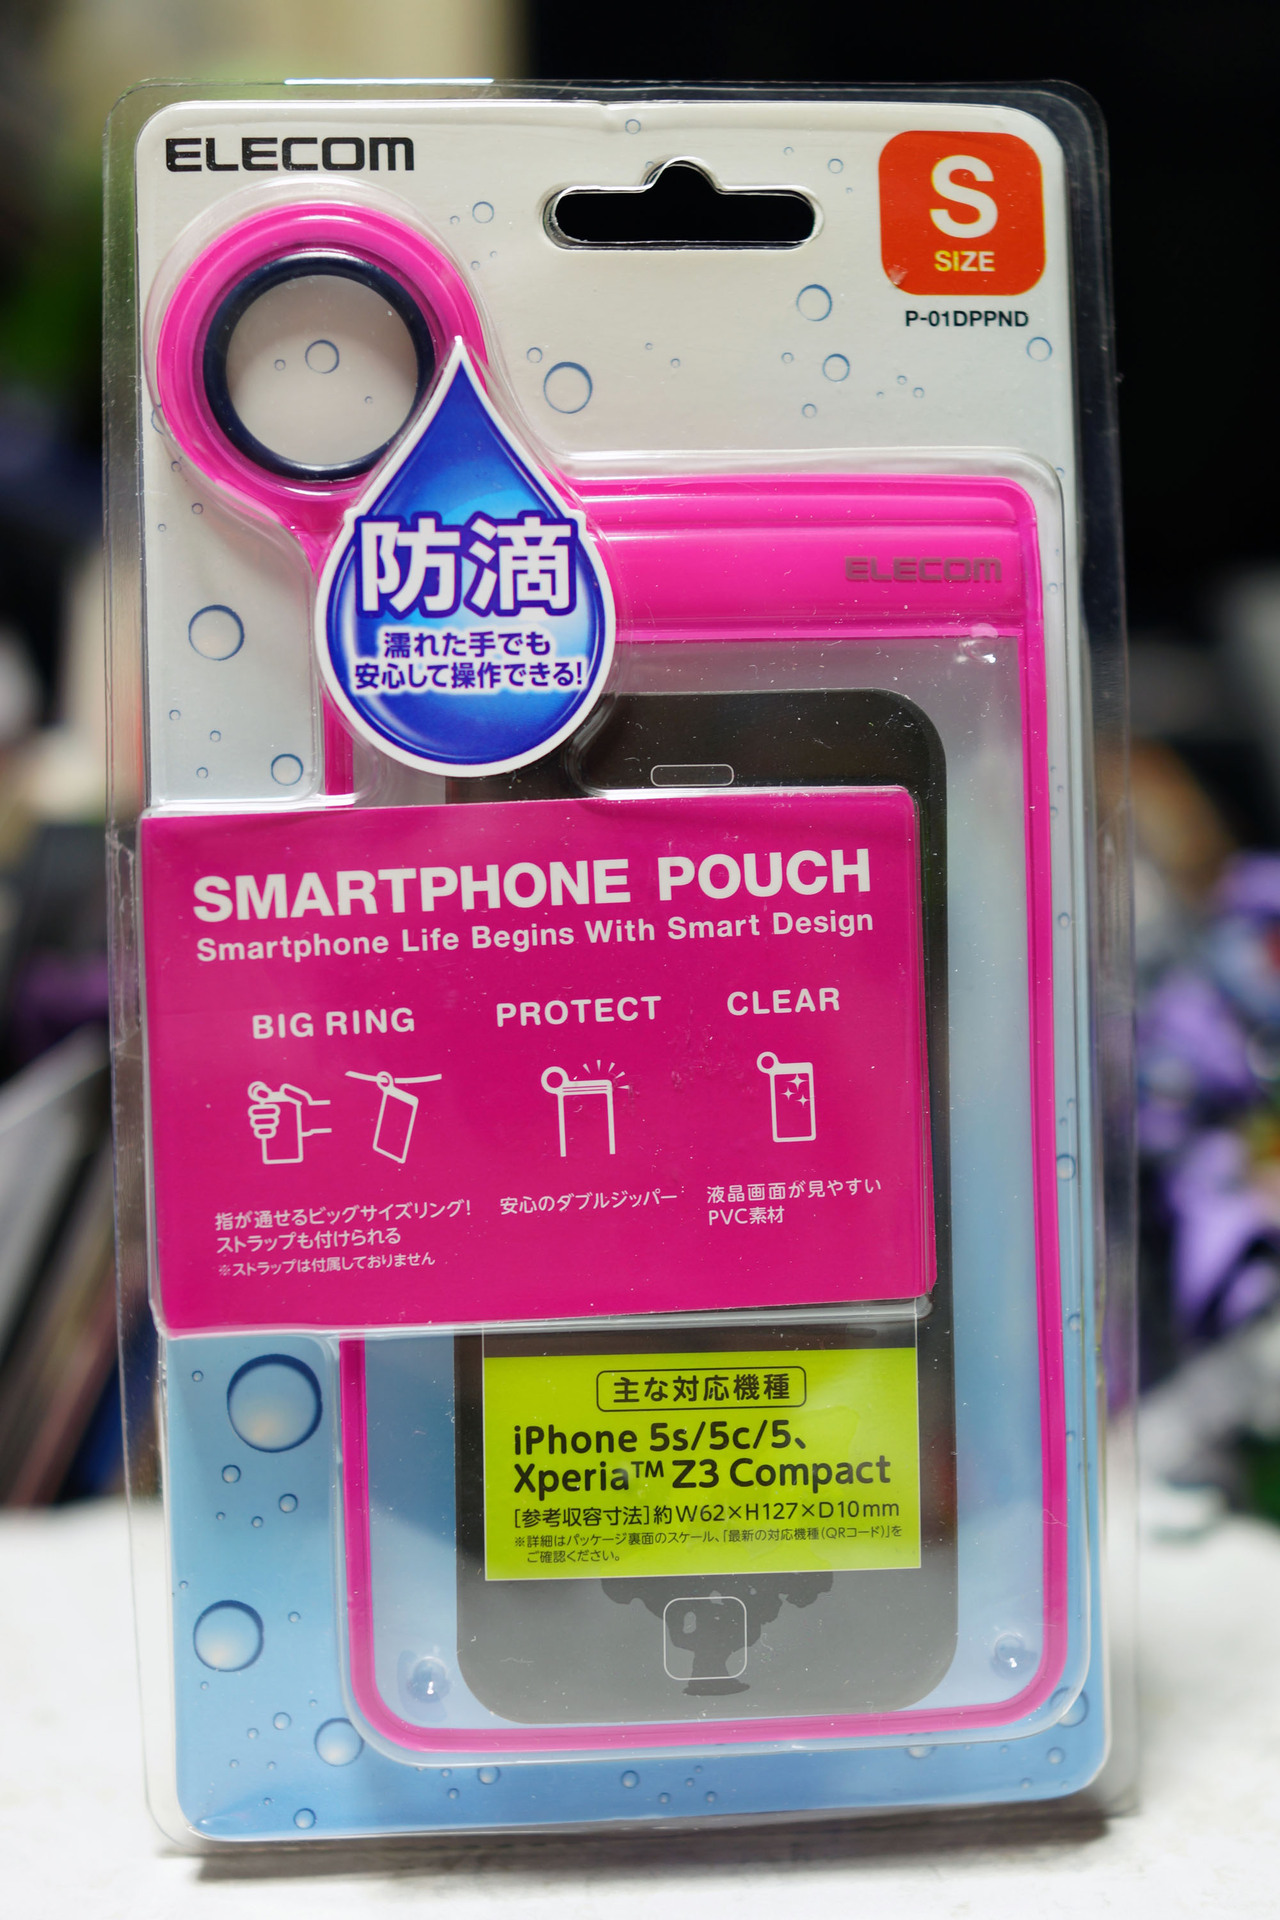 ELECOM
S
SIZE
P-01DPPND
ELECOM
防滴
濡れた手でも
安心して操作できる!
SMARTPHONE POUCH
Smartphone Life Begins With Smart Design
BIG RING
PROTECT
CLEAR
指が通せるビッグサイズリング!
ストラップも付けられる
※ストラップは付属しておりません
安心のダブルジッパー
液晶画面が見やすい
PVC素材
主な対応機種
iPhone 5s/5c/5、
Xperia™ Z3 Compact
[参考収容寸法]約W62×H127×D10mm
※詳細はパッケージ裏面のスケール、「最新の対応機種(QRコード)」を
ご確認ください。